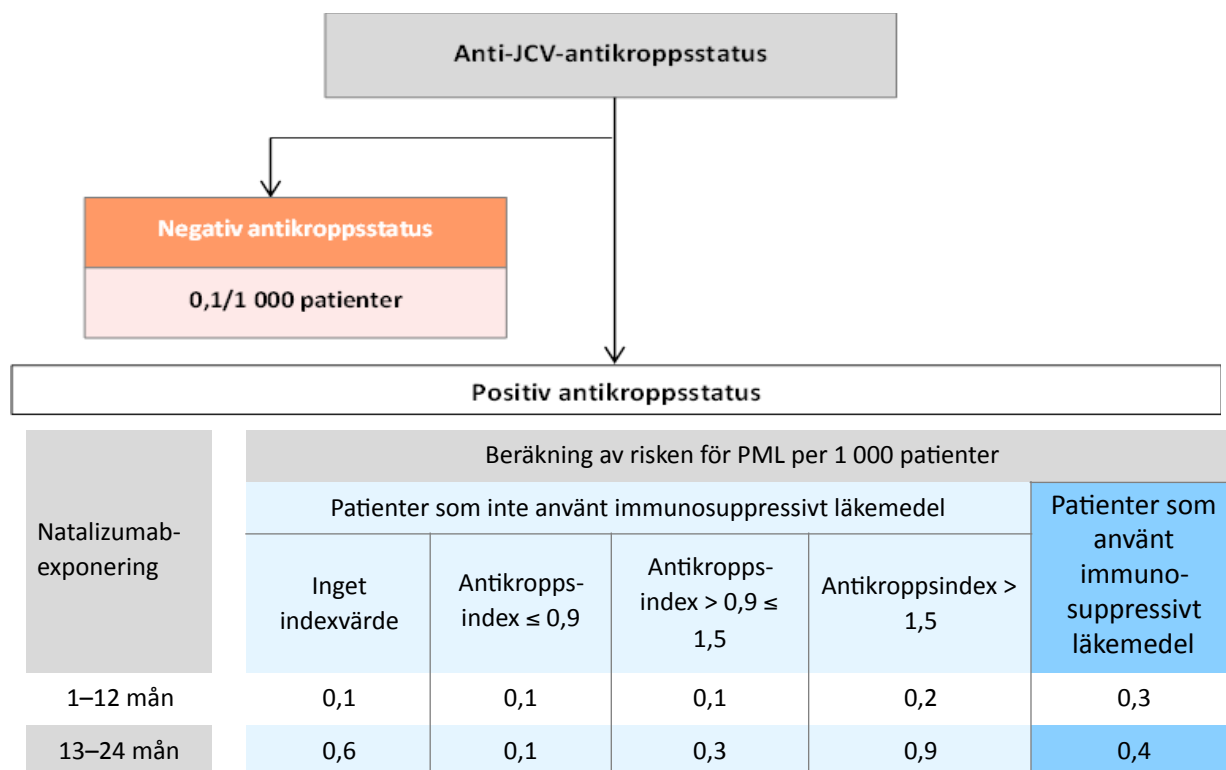 Anti-JCV-antikroppsstatus
Negativ antikroppsstatus
0,1/1 000 patienter
Positiv antikroppsstatus
Natalizumab-
exponering
Beräkning av risken för PML per 1 000 patienter
Patienter som inte använt immunosuppressivt läkemedel
Patienter som
använt
immuno-
suppressivt
läkemedel
Inget
indexvärde
Antikropps-
index ≤ 0,9
Antikropps-
index > 0,9 ≤
1,5
Antikroppsindex >
1,5
1–12 mån 0,1 0,1 0,1 0,2 0,3
13–24 mån 0,6 0,1 0,3 0,9 0,4